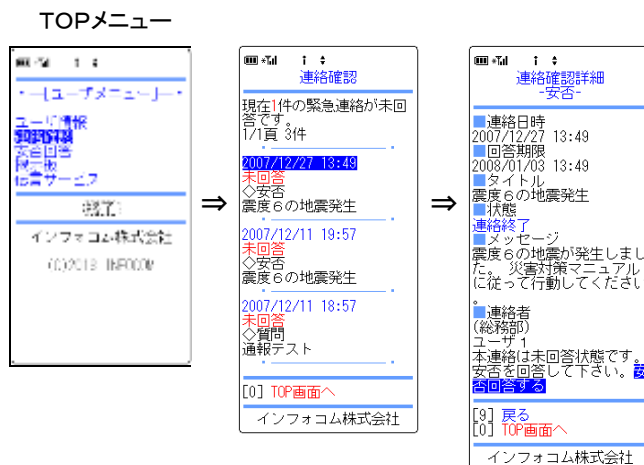 TOPメニュー
-[ユーザメニュー]-
ユーザ情報
連絡確認
安否回答
掲示板
伝言サービス
終了
インフォコム株式会社
(C)2013 INFOCOM
⇒
連絡確認
現在1件の緊急連絡が未回
答です。
1/1頁 3件
2007/12/27 13:49
未回答
◇安否
震度6の地震発生
2007/12/11 19:57
未回答
◇安否
震度6の地震発生
2007/12/11 18:57
未回答
◇質問
通報テスト
[0] TOP画面へ
インフォコム株式会社
⇒
連絡確認詳細
-安否-
■連絡日時
2007/12/27 13:49
■回答期限
2008/01/03 13:49
■タイトル
震度6の地震発生
■状態
連絡終了
■メッセージ
震度6の地震が発生しまし
た。 災害対策マニュアル
に従って行動してください
。
■連絡者
(総務部)
ユーザ1
本連絡は未回答状態です。
安否を回答して下さい。安
否回答する
[9] 戻る
[0] TOP画面へ
インフォコム株式会社